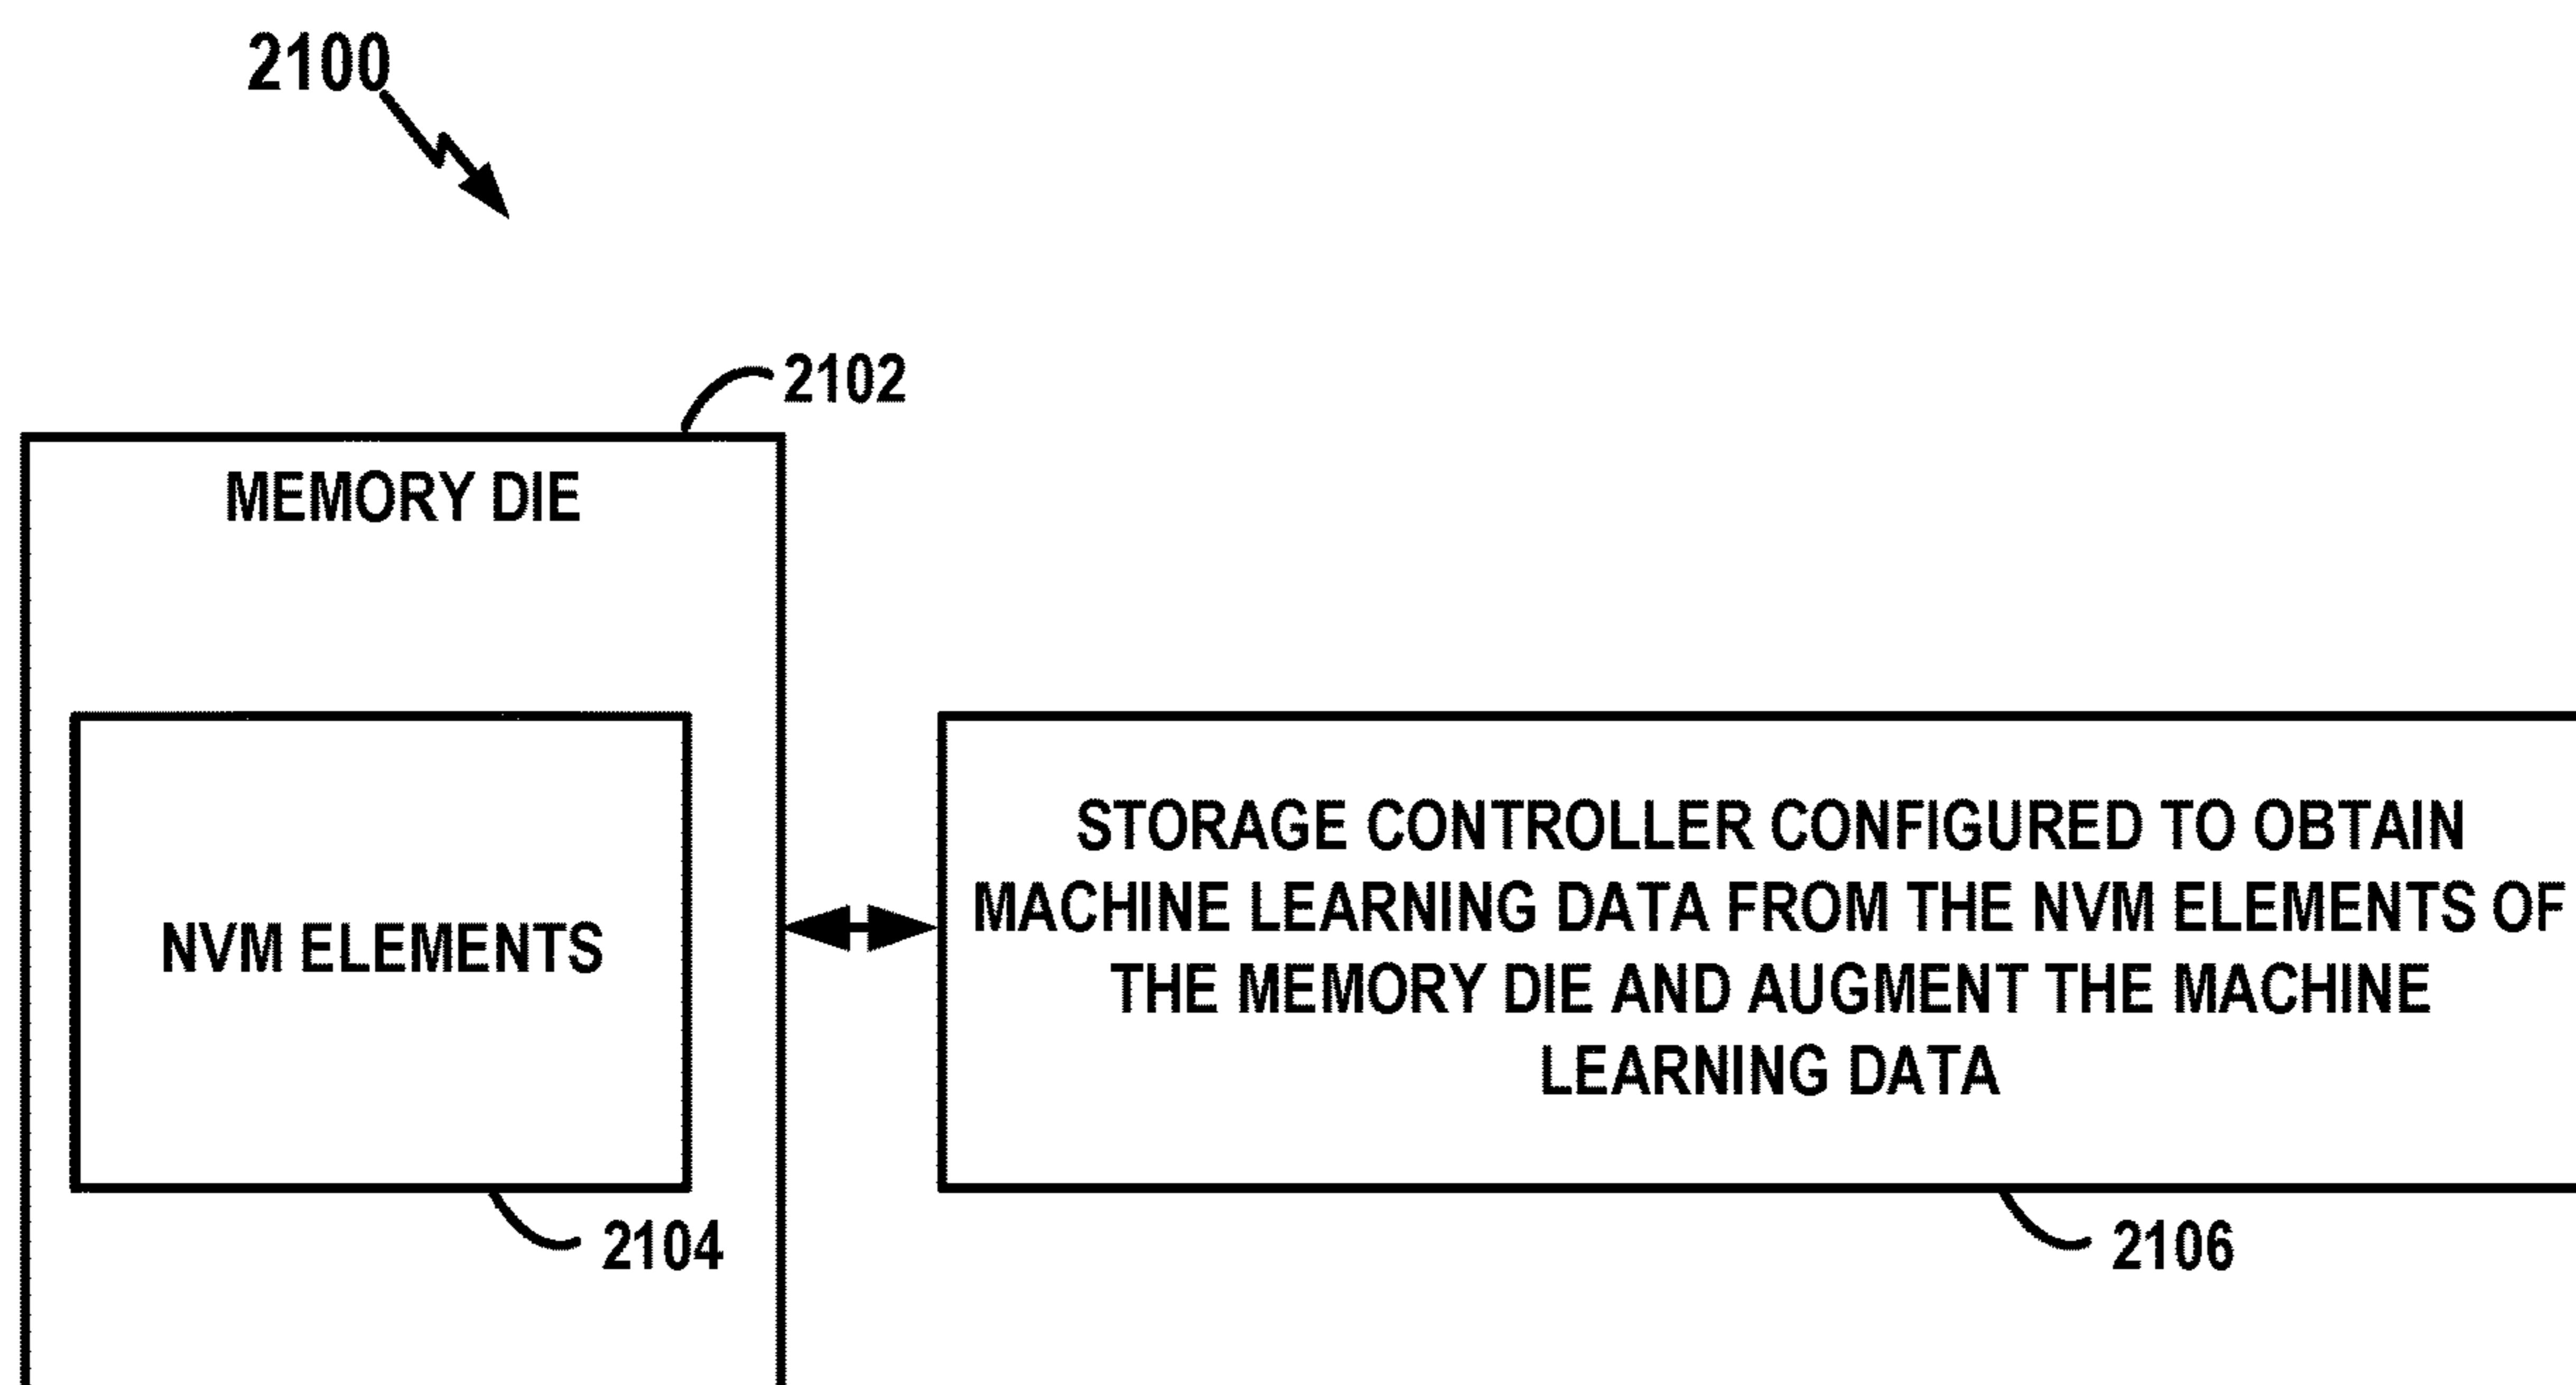 2100
2102
MEMORY DIE
NVM ELEMENTS
STORAGE CONTROLLER CONFIGURED TO OBTAIN
MACHINE LEARNING DATA FROM THE NVM ELEMENTS OF
THE MEMORY DIE AND AUGMENT THE MACHINE
LEARNING DATA
2104
2106